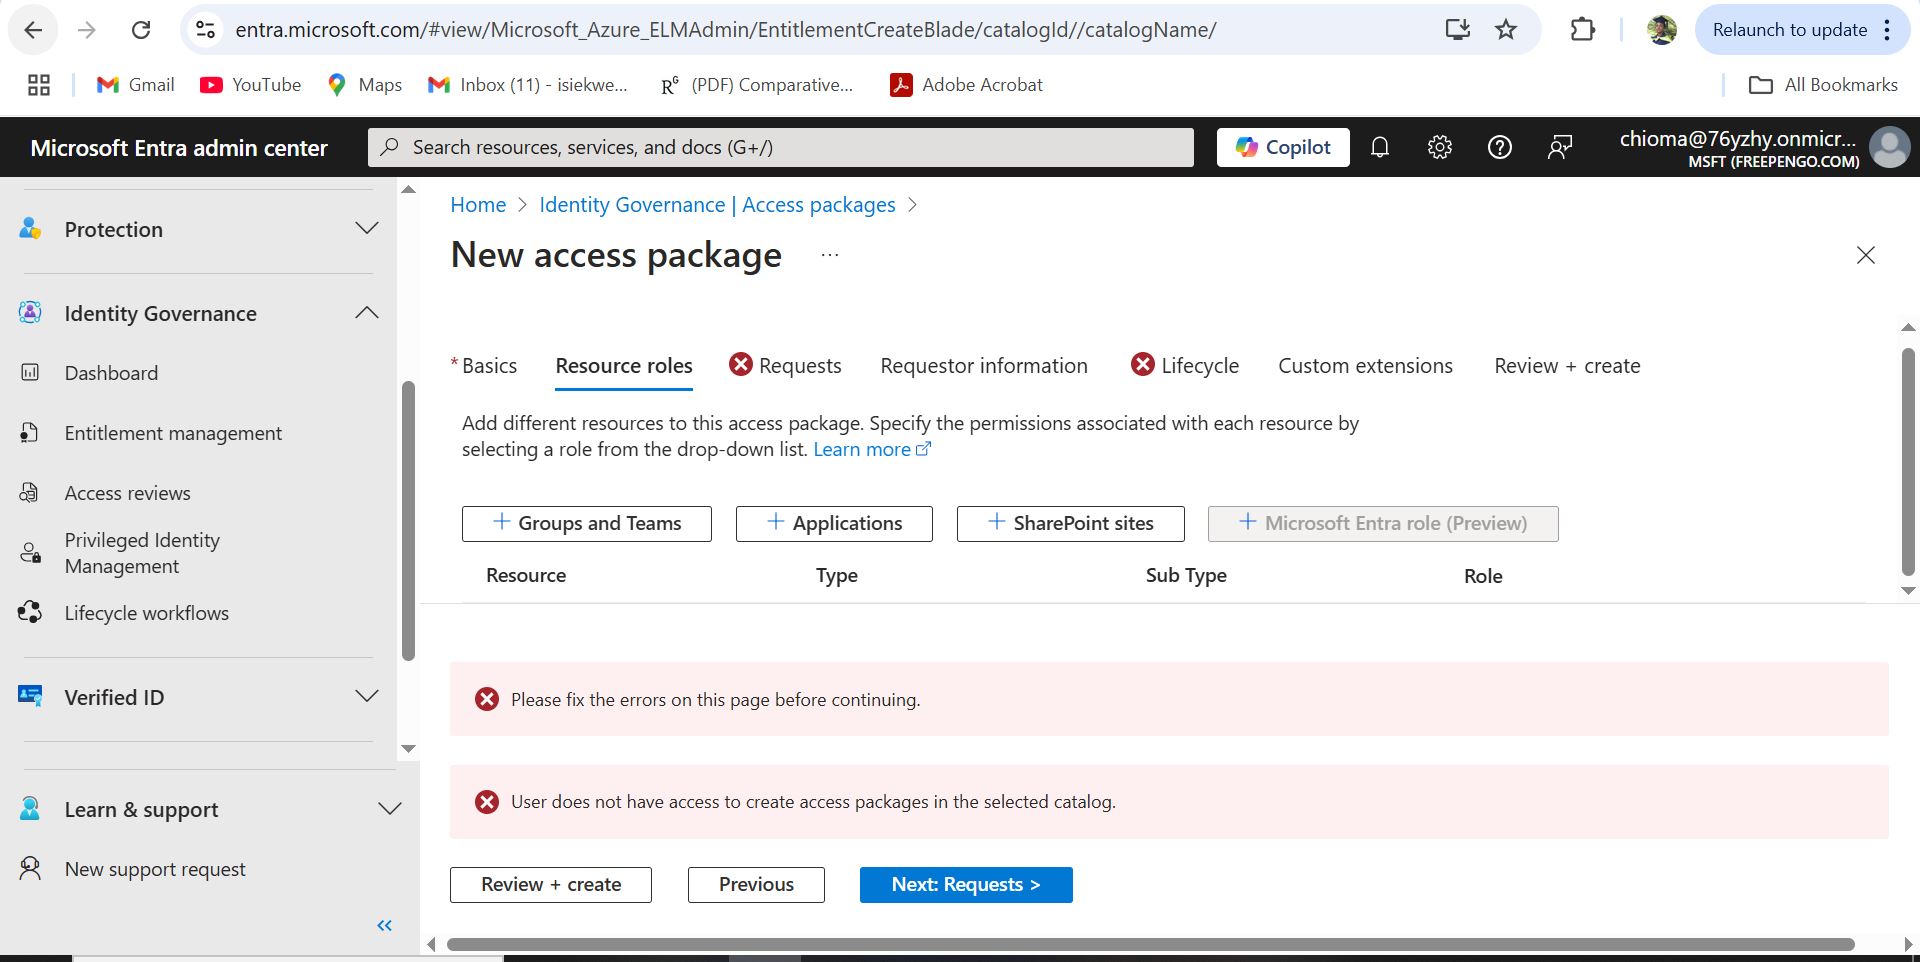 entra.microsoft.com/#view/Microsoft_Azure_ELMAdmin/EntitlementCreateBlade/catalogId//catalogName/
Relaunch to update
Gmail
YouTube
Maps
Inbox (11) - isiekwe...
(PDF) Comparative...
Adobe Acrobat
All Bookmarks
Microsoft Entra admin center
Search resources, services, and docs (G+/)
Copilot
chioma@76yzhy.onmicr...
MSFT (FREEPENGO.COM)
Protection
Identity Governance
Dashboard
Entitlement management
Access reviews
Privileged Identity
Management
Lifecycle workflows
Verified ID
Learn & support
New support request
Home > Identity Governance | Access packages >
New access package ...
* Basics
Resource roles
Requests
Requestor information
Lifecycle
Custom extensions
Review + create
Add different resources to this access package. Specify the permissions associated with each resource by
selecting a role from the drop-down list. Learn more
+ Groups and Teams
+ Applications
+ SharePoint sites
+ Microsoft Entra role (Preview)
Resource
Type
Sub Type
Role
Please fix the errors on this page before continuing.
User does not have access to create access packages in the selected catalog.
Review + create
Previous
Next: Requests >